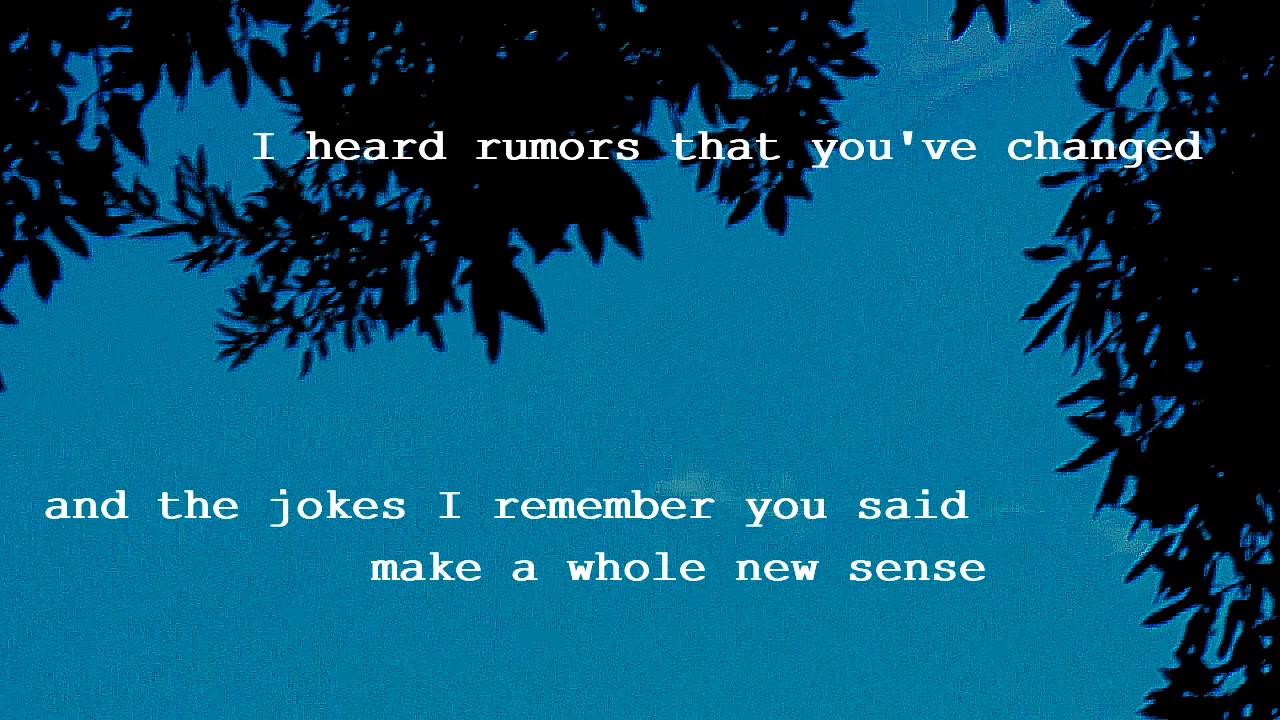 I heard rumors that you've changed
and the jokes I remember you said
make a whole new sense